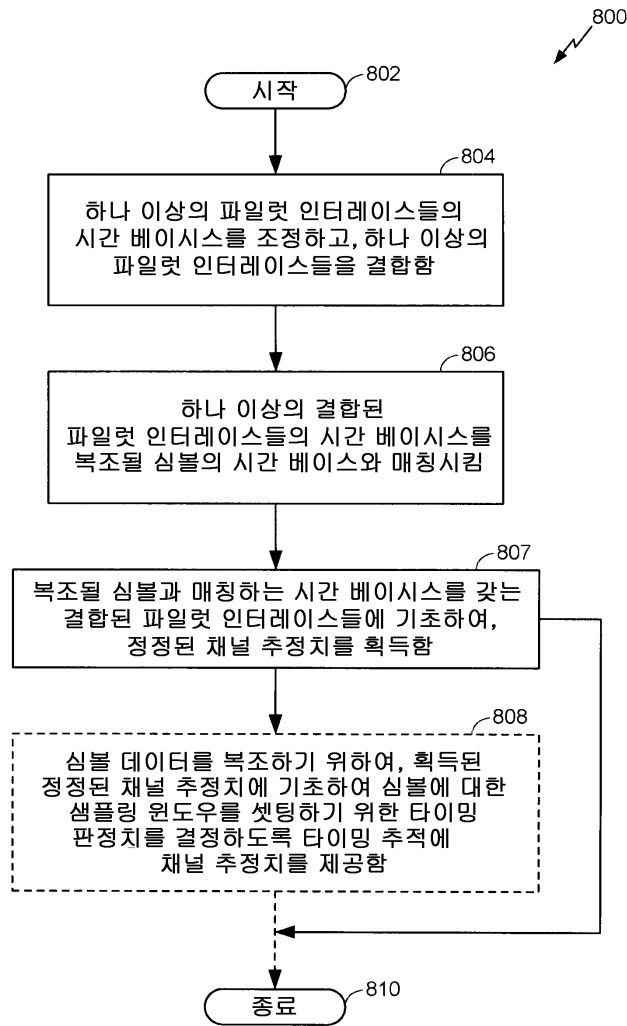 800
시작
802
804
하나 이상의 파일럿 인터레이스들의
시간 베이시스를 조정하고, 하나 이상의
파일럿 인터레이스들을 결합함
806
하나 이상의 결합된
파일럿 인터레이스들의 시간 베이시스를
복조될 심볼의 시간 베이스와 매칭시킴
807
복조될 심볼과 매칭하는 시간 베이시스를 갖는
결합된 파일럿 인터레이스들에 기초하여,
정정된 채널 추정치를 획득함
808
심볼 데이터를 복조하기 위하여, 획득된
정정된 채널 추정치에 기초하여 심볼에 대한
샘플링 윈도우를 셋팅하기 위한 타이밍
판정치를 결정하도록 타이밍 추적에
채널 추정치를 제공함
종료
810